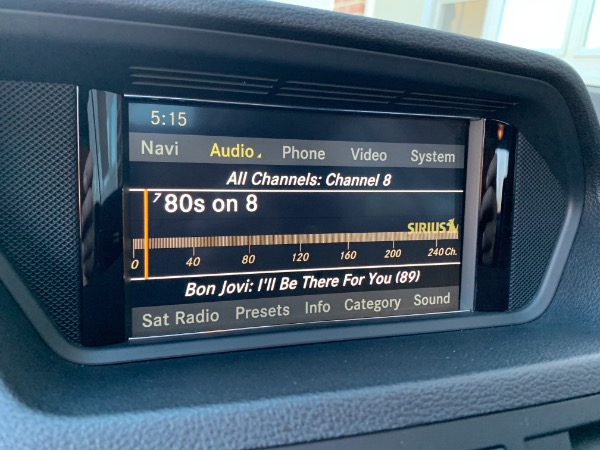 5:15
Navi Audio Phone Video System
All Channels: Channel 8
7 '80s on 8
SIRIUS
0 40 80 120 160 200 240 Ch.
Bon Jovi: I'll Be There For You (89)
Sat Radio Presets Info Category Sound